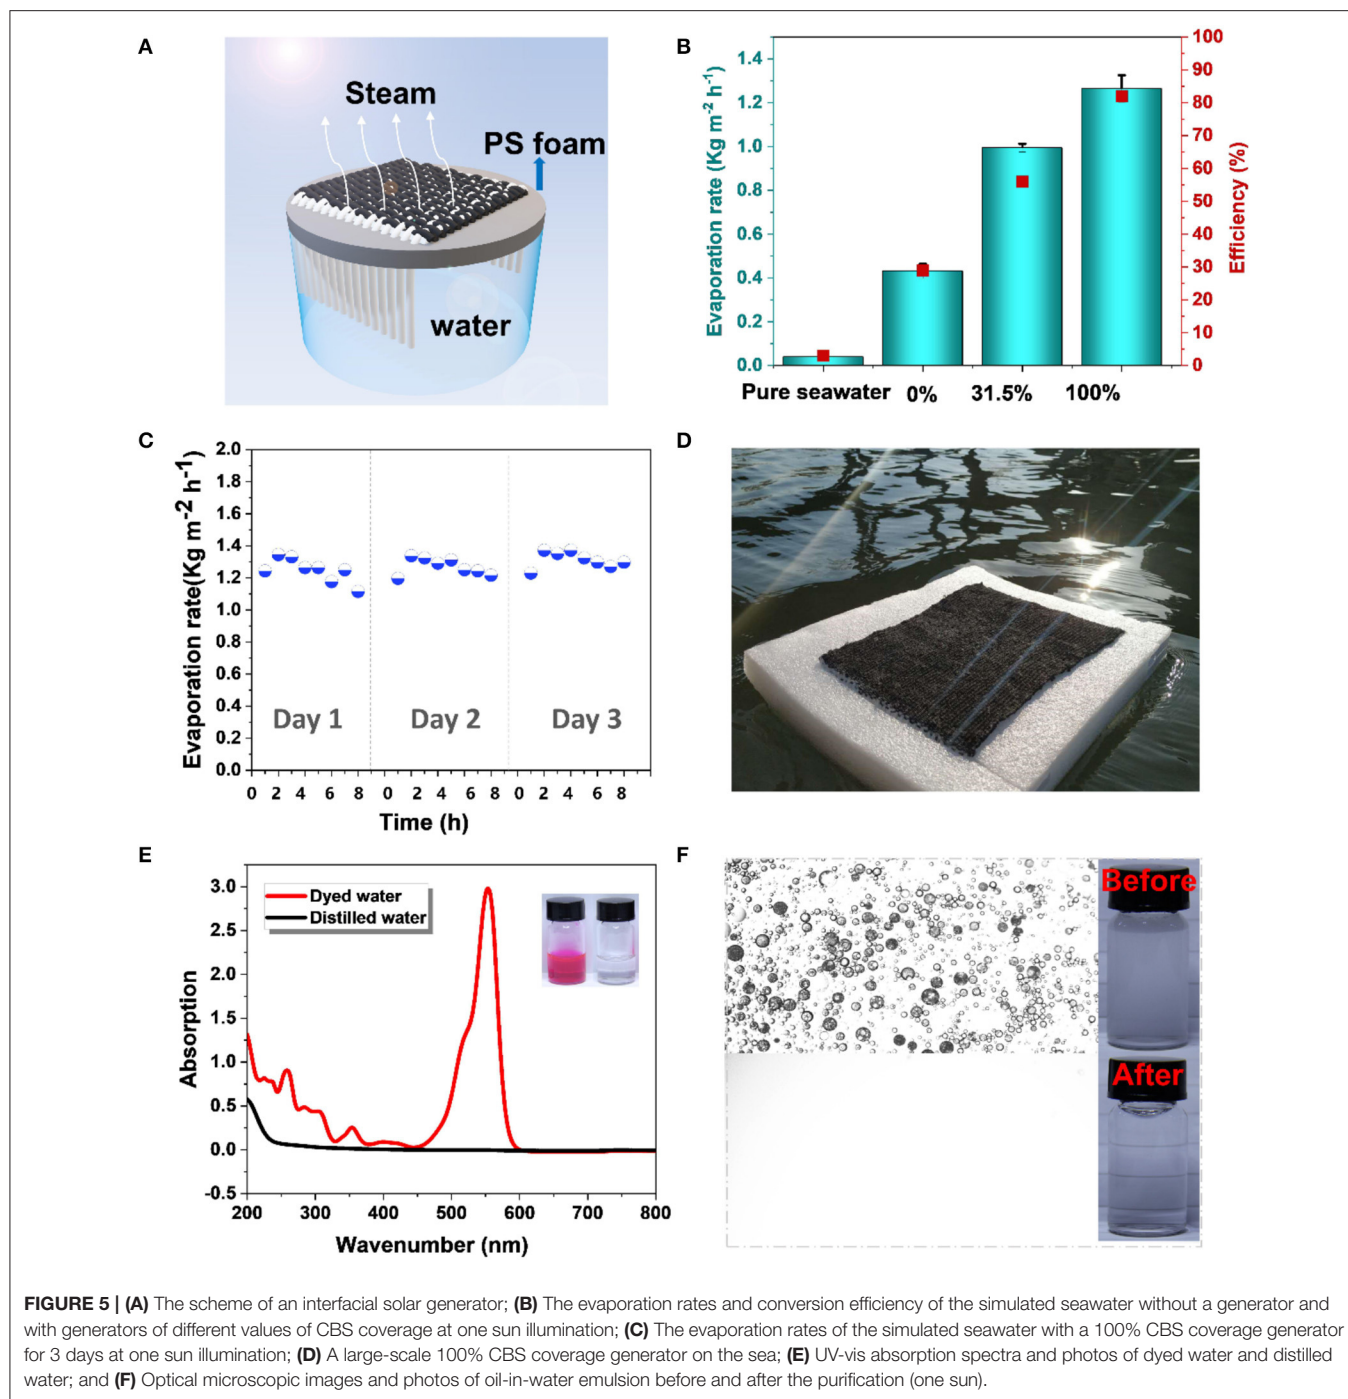 A
Steam
PS foam
water
B
Evaporation rate (Kg m-2 h-1)
1.4
1.2
1.0
0.8
0.6
0.4
0.2
0.0
100
90
80
70
60
50
40
30
20
10
0
Efficiency (%)
Pure seawater 0% 31.5% 100%
C
Evaporation rate(Kg m-2 h-1)
2.0
1.8
1.6
1.4
1.2
1.0
0.8
0.6
0.4
0.2
0.0
Day 1 Day 2 Day 3
0 2 4 6 8 0 2 4 6 8 0 2 4 6 8
Time (h)
D
E
Absorption
3.0
2.5
2.0
1.5
1.0
0.5
0.0
-0.5
Dyed water
Distilled water
200 300 400 500 600 700 800
Wavenumber (nm)
F
Before
After
FIGURE 5 | (A) The scheme of an interfacial solar generator; (B) The evaporation rates and conversion efficiency of the simulated seawater without a generator and
with generators of different values of CBS coverage at one sun illumination; (C) The evaporation rates of the simulated seawater with a 100% CBS coverage generator
for 3 days at one sun illumination; (D) A large-scale 100% CBS coverage generator on the sea; (E) UV-vis absorption spectra and photos of dyed water and distilled
water; and (F) Optical microscopic images and photos of oil-in-water emulsion before and after the purification (one sun).